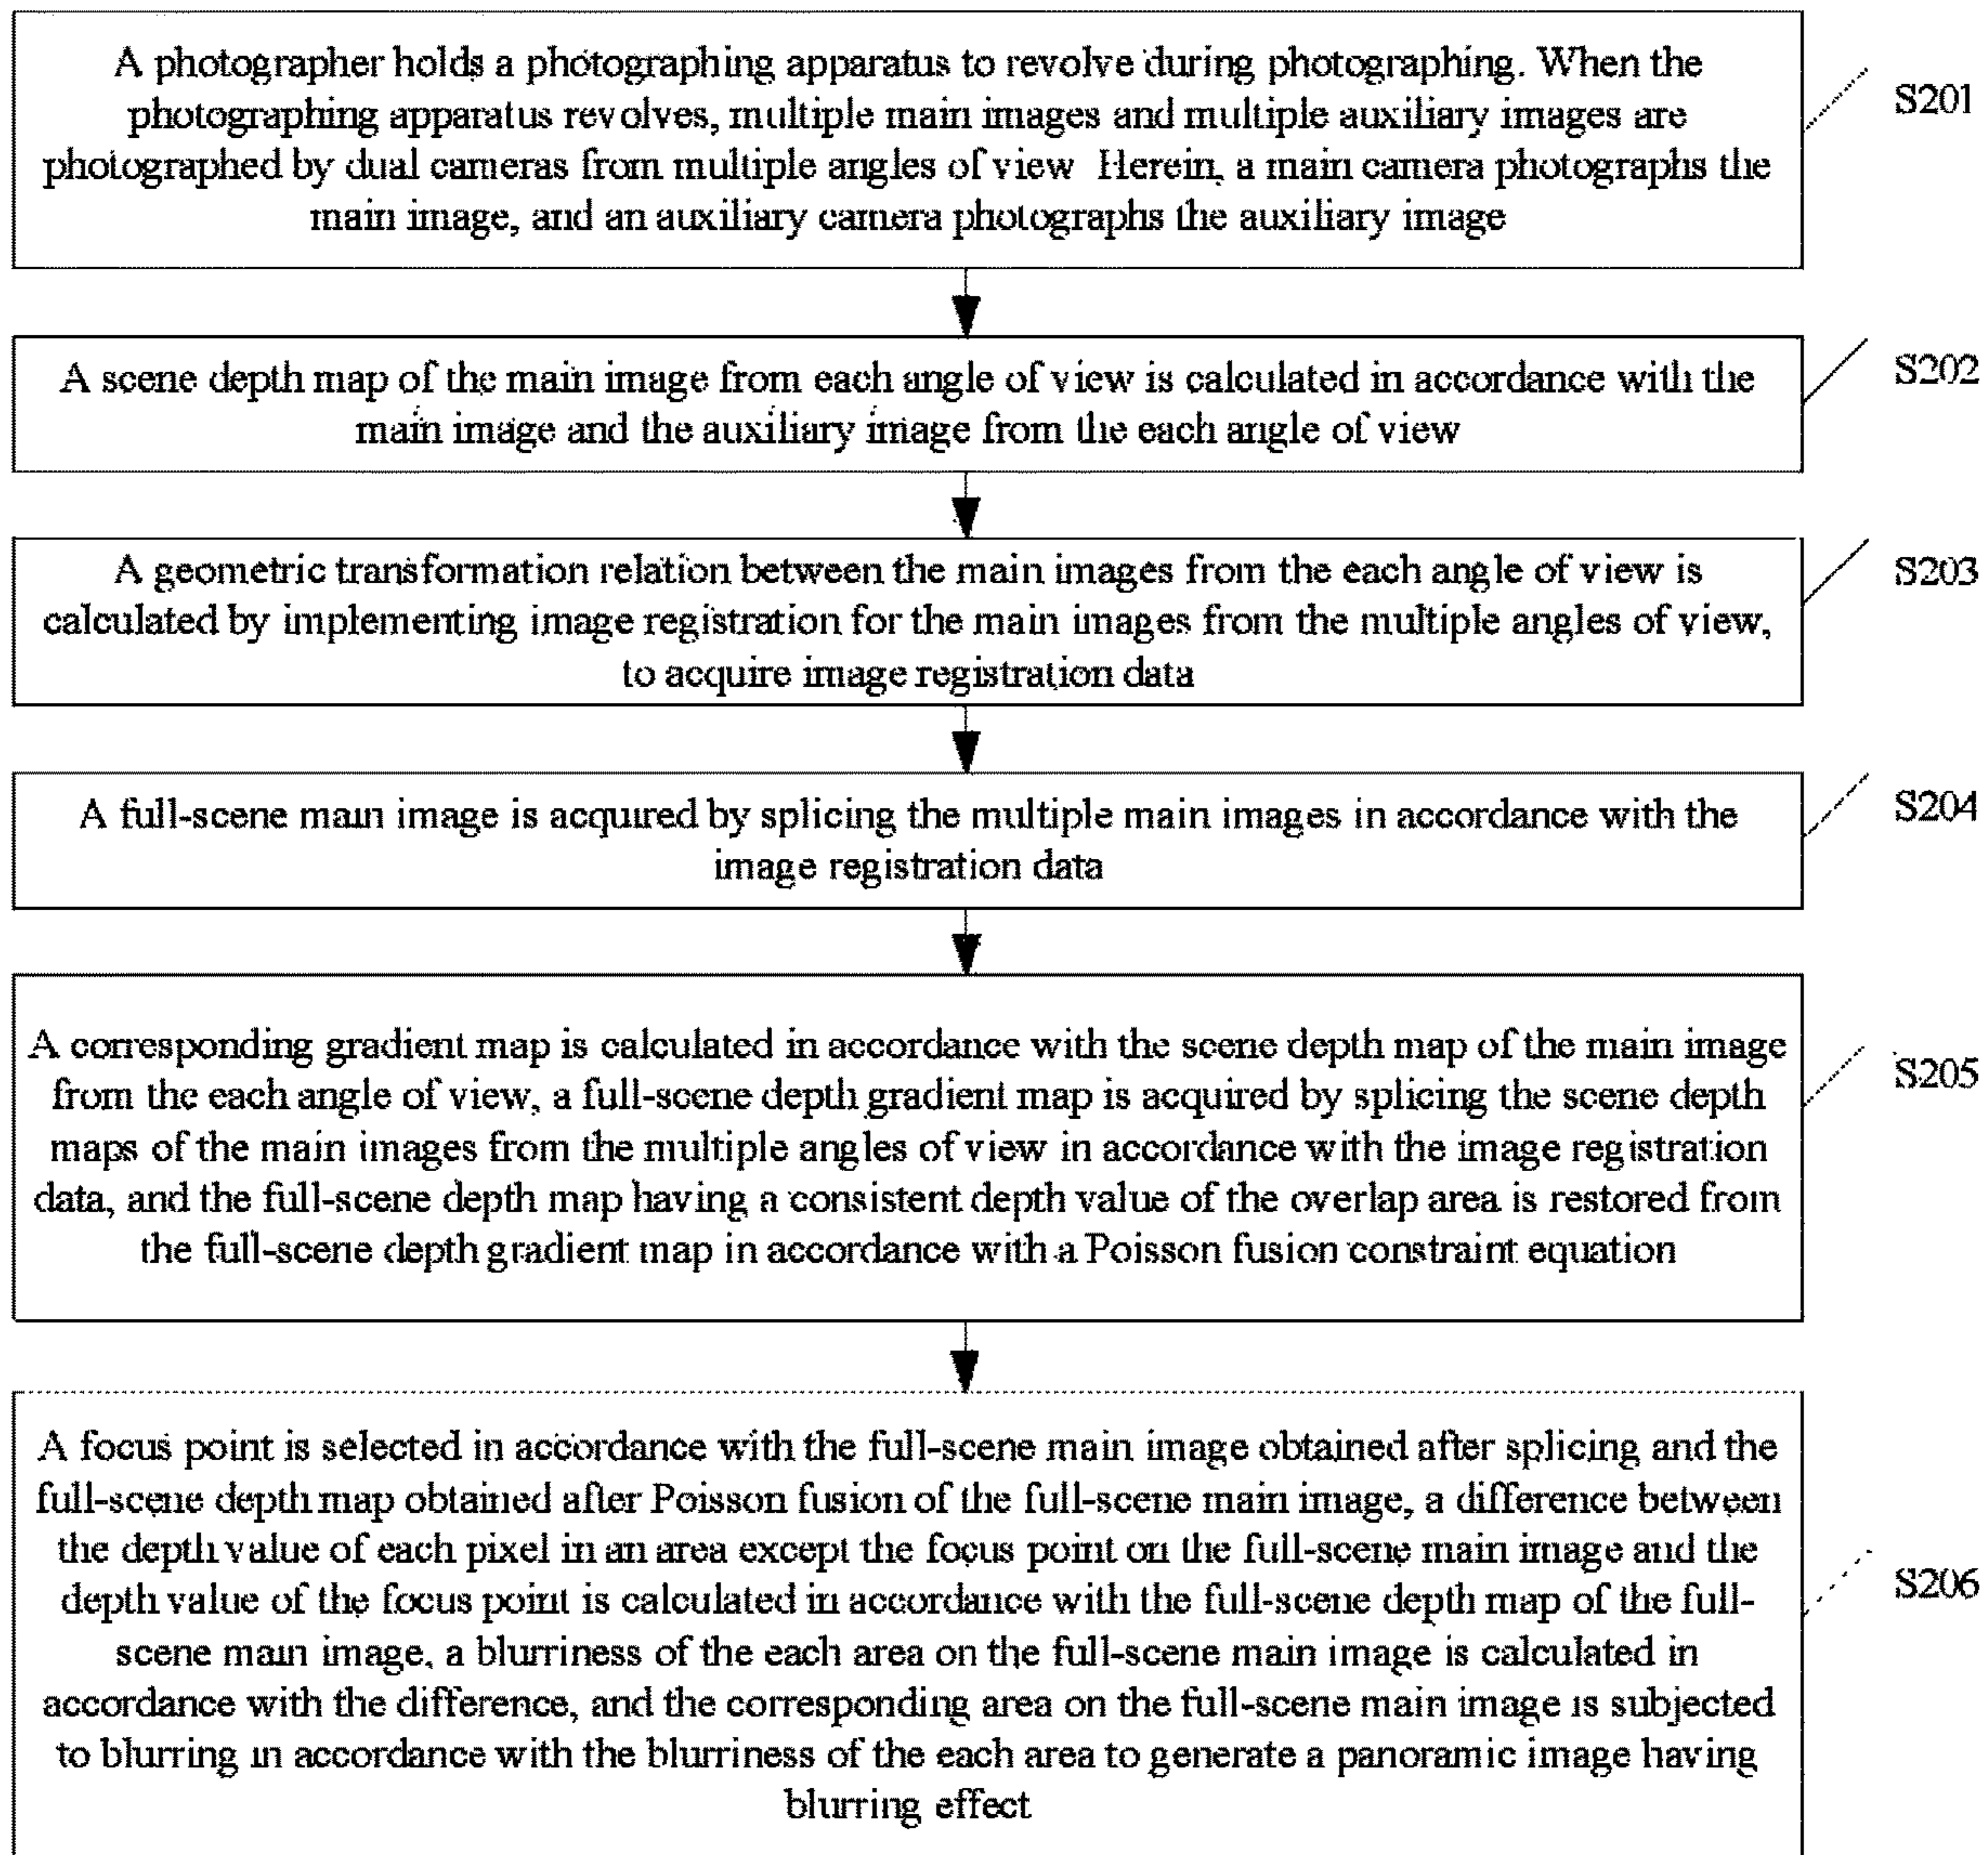 A photographer holds a photographing apparatus to revolve during photographing. When the
photographing apparatus revolves, multiple main images and multiple auxiliary images are
photographed by dual cameras from multiple angles of view Herein, a main camera photographs the
main image, and an auxiliary camera photographs the auxiliary image
S201
A scene depth map of the main image from each angle of view is calculated in accordance with the
main image and the auxiliary image from the each angle of view
S202
A geometric transformation relation between the main images from the each angle of view is
calculated by implementing image registration for the main images from the multiple angles of view,
to acquire image registration data
S203
A full-scene main image is acquired by splicing the multiple main images in accordance with the
image registration data
S204
A corresponding gradient map is calculated in accordance with the scene depth map of the main image
from the each angle of view, a full-scene depth gradient map is acquired by splicing the scene depth
maps of the main images from the multiple angles of view in accordance with the image registration
data, and the full-scene depth map having a consistent depth value of the overlap area is restored from
the full-scene depth gradient map in accordance with a Poisson fusion constraint equation
S205
A focus point is selected in accordance with the full-scene main image obtained after splicing and the
full-scene depth map obtained after Poisson fusion of the full-scene main image, a difference between
the depth value of each pixel in an area except the focus point on the full-scene main image and the
depth value of the focus point is calculated in accordance with the full-scene depth map of the full-
scene main image, a blurriness of the each area on the full-scene main image is calculated in
accordance with the difference, and the corresponding area on the full-scene main image is subjected
to blurring in accordance with the blurriness of the each area to generate a panoramic image having
blurring effect
S206